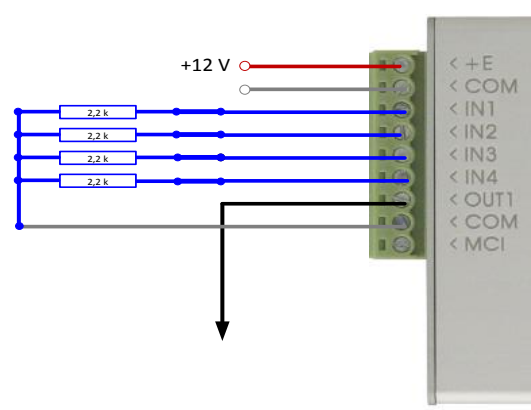 +12 V
< +E
< COM
< IN1
2,2 k
< IN2
2,2 k
< IN3
2,2 k
< IN4
2,2 k
< OUT1
< COM
< MCI